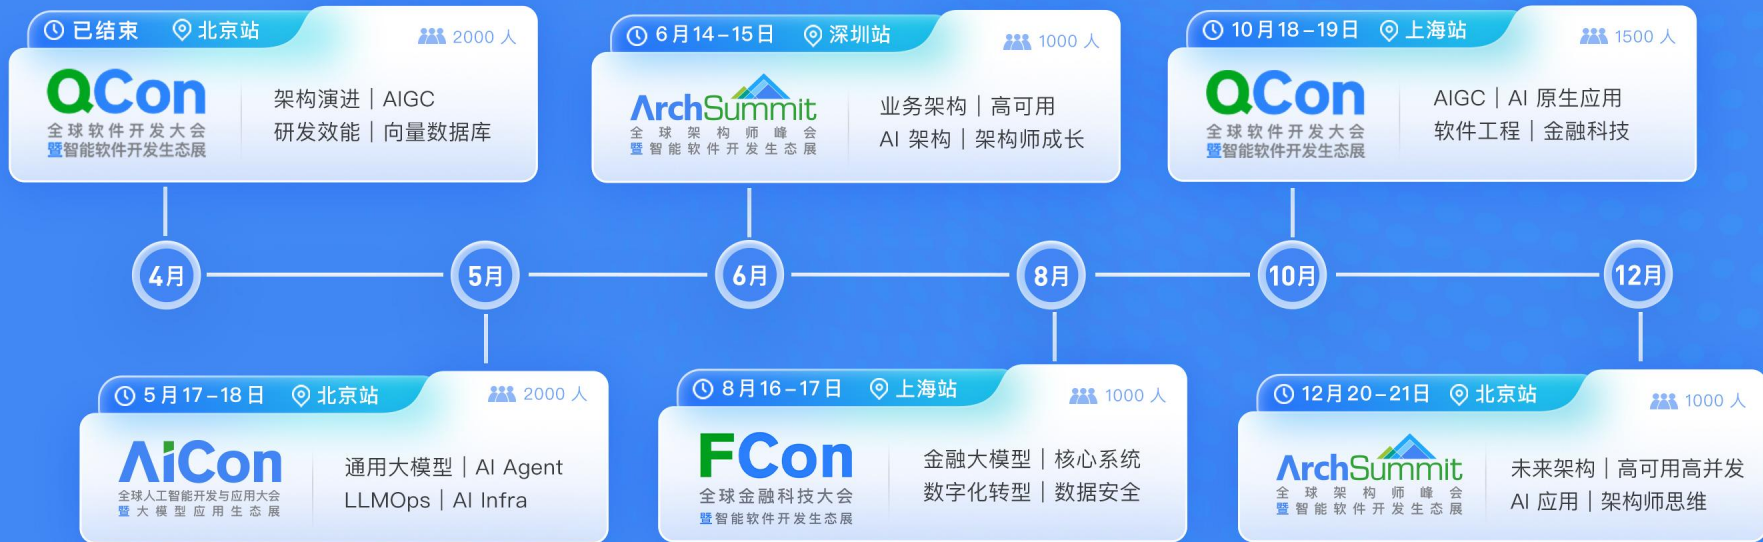 已结束 北京站 2000 人
QCon
全球软件开发大会
暨智能软件开发生态展
架构演进｜AIGC
研发效能｜向量数据库
6月14-15日 深圳站 1000 人
ArchSummit
全球架构师峰会
暨智能软件开发生态展
业务架构｜高可用
AI 架构｜架构师成长
10月18-19日 上海站 1500 人
QCon
全球软件开发大会
暨智能软件开发生态展
AIGC｜AI 原生应用
软件工程｜金融科技
4月 5月 6月 8月 10月 12月
5月17-18日 北京站 2000 人
AiCon
全球人工智能开发与应用大会
暨大模型应用生态展
通用大模型｜AI Agent
LLMOps｜AI Infra
8月16-17日 上海站 1000 人
FCon
全球金融科技大会
暨智能软件开发生态展
金融大模型｜核心系统
数字化转型｜数据安全
12月20-21日 北京站 1000 人
ArchSummit
全球架构师峰会
暨智能软件开发生态展
未来架构｜高可用高并发
AI 应用｜架构师思维